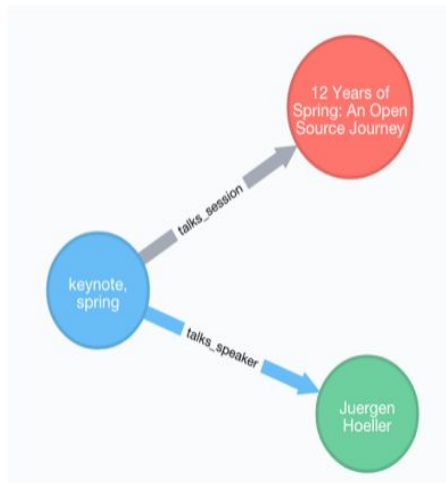 12 Years of
Spring: An Open
Source Journey
talks_session
keynote,
spring
talks_speaker
Juergen
Hoeller